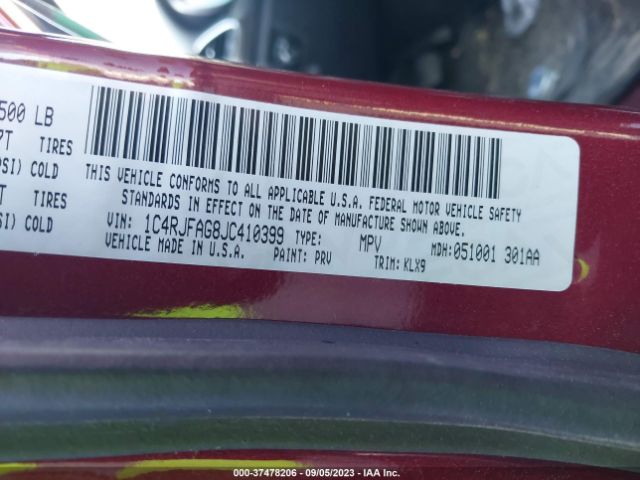 500 LB
7T TIRES
PSI) COLD
T TIRES
SI) COLD
THIS VEHICLE CONFORMS TO ALL APPLICABLE U.S.A. FEDERAL MOTOR VEHICLE SAFETY
STANDARDS IN EFFECT ON THE DATE OF MANUFACTURE SHOWN ABOVE.
VIN: 1C4RJFAG8JC410399 TYPE: MPV MDH:051001 301AA
VEHICLE MADE IN U.S.A. PAINT: PRV TRIM: KLX9
000-37478206 - 09/05/2023 - IAA Inc.